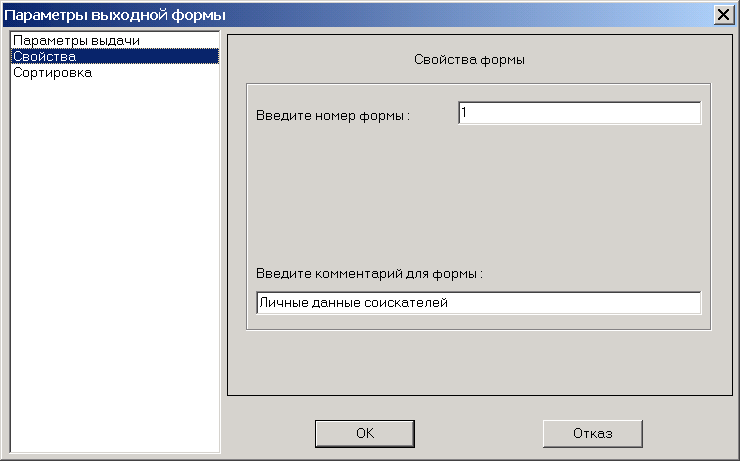 Параметры выходной формы
Параметры выдачи
Свойства
Сортировка
Свойства формы
Введите номер формы :
1
Введите комментарий для формы :
Личные данные соискателей
OK
Отказ